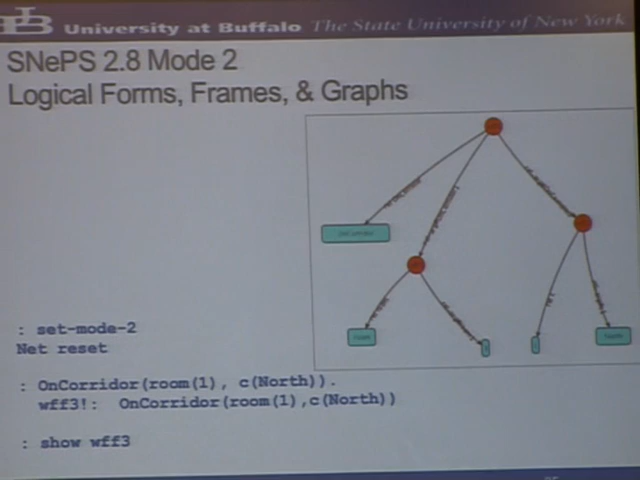 UB University at Buffalo The State University of New York
SNePS 2.8 Mode 2
Logical Forms, Frames, & Graphs
: set-mode-2
Net reset
: OnCorridor(room(1), c(North)).
wff3!: OnCorridor(room(1),c(North))
: show wff3